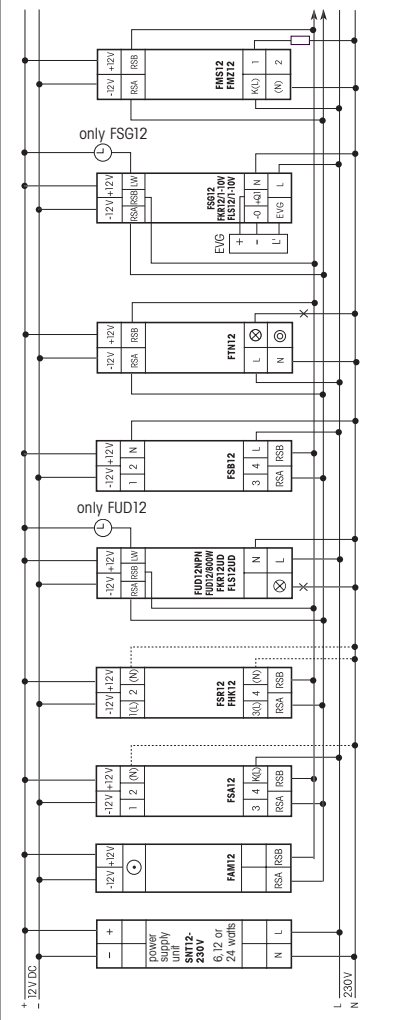 -12V +12V
RSA RSB
FMS12
FMZ12
K(L) 1
(N) 2
only FSG12
L
-12V +12V
RSA RSB LW
FSG12
FKR12/1-10V
FLS12/1-10V
-0 +Q1 N
EVG L
EVG
+
-
L'
-12V +12V
RSA RSB
FTN12
L
N
-12V +12V
1 2 N
FSB12
3 4 L
RSA RSB
only FUD12
L
-12V +12V
RSA RSB LW
FUD12NPN
FUD12/800W
FKR12UD
FLS12UD
N
L
-12V +12V
1(L) 2 (N)
FSR12
FHK12
3(L) 4 (N)
RSA RSB
-12V +12V
1 2 (N)
FSA12
3 4 K(L)
RSA RSB
-12V +12V
FAM12
RSA RSB
- +
power
supply
unit
SNT12-
230V
6,12 or
24 watts
N L
+
12V DC
-
L
230V
N